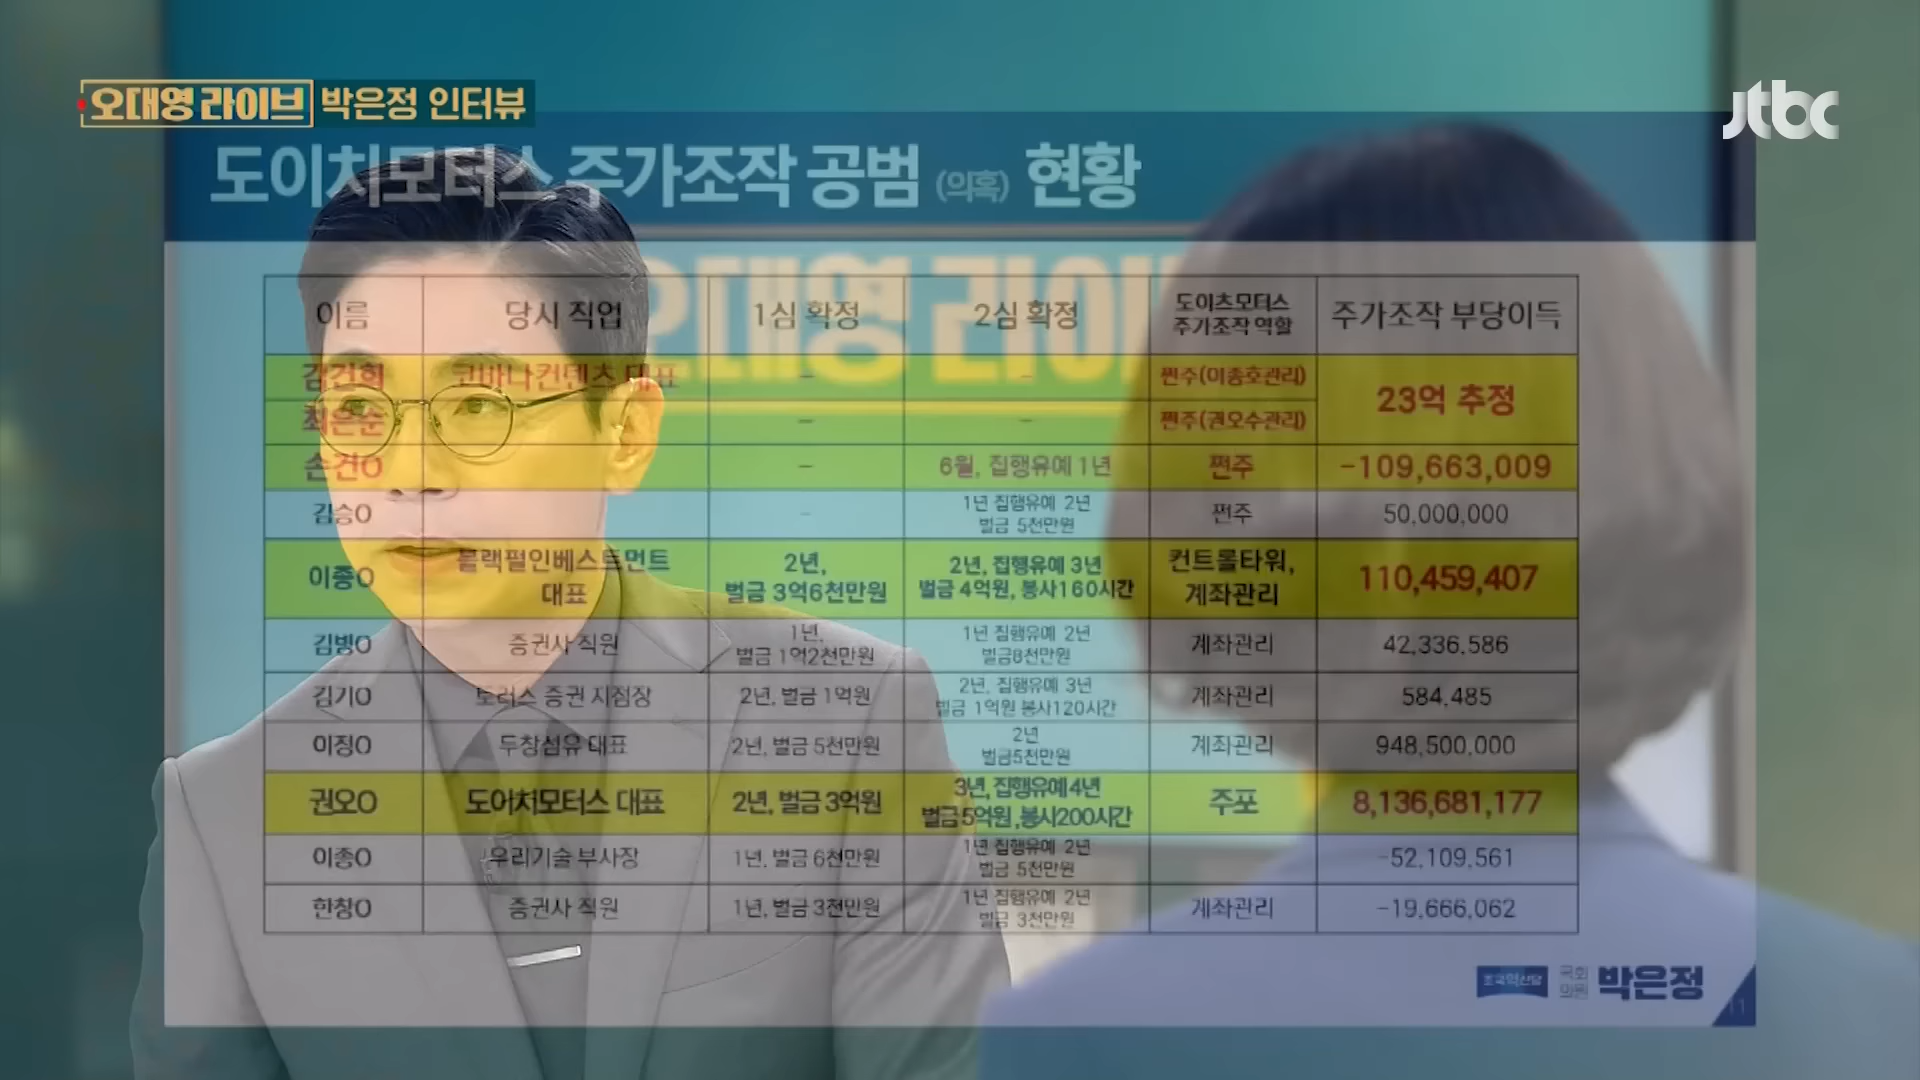 오대영 라이브 박은정 인터뷰
jtbc
도이치모터스 주가조작 공범 (의혹) 현황
오대영 라이
이름 당시 직업 1심 확정 2심 확정 도이츠모터스 주가조작 역할 주가조작 부당이득
김건희 코바나컨텐츠 대표 - - 쩐주(이종호관리) 23억 추정
최은순 - - 쩐주(권오수관리)
손건O - 6월, 집행유예 1년 쩐주 -109,663,009
김승O - 1년 집행유예 2년 벌금 5천만원 쩐주 50,000,000
이종O 블랙펄인베스트먼트 대표 2년, 벌금 3억6천만원 2년, 집행유예 3년 벌금 4억원, 봉사160시간 컨트롤타워, 계좌관리 110,459,407
김빙O 증권사 직원 1년, 벌금 1억2천만원 1년 집행유예 2년 벌금8천만원 계좌관리 42,336,586
김기O 토러스 증권 지점장 2년, 벌금 1억원 2년, 집행유예 3년 벌금 1억원 봉사120시간 계좌관리 584,485
이정O 두창섬유 대표 2년, 벌금 5천만원 2년 벌금5천만원 계좌관리 948,500,000
권오O 도이치모터스 대표 2년, 벌금 3억원 3년, 집행유예 4년 벌금 5억원, 봉사200시간 주포 8,136,681,177
이종O 우리기술 부사장 1년, 벌금 6천만원 1년 집행유예 2년 벌금 5천만원 -52,109,561
한창O 증권사 직원 1년, 벌금 3천만원 1년 집행유예 2년 벌금 3천만원 계좌관리 -19,666,062
조국혁신당 국회의원 박은정
11